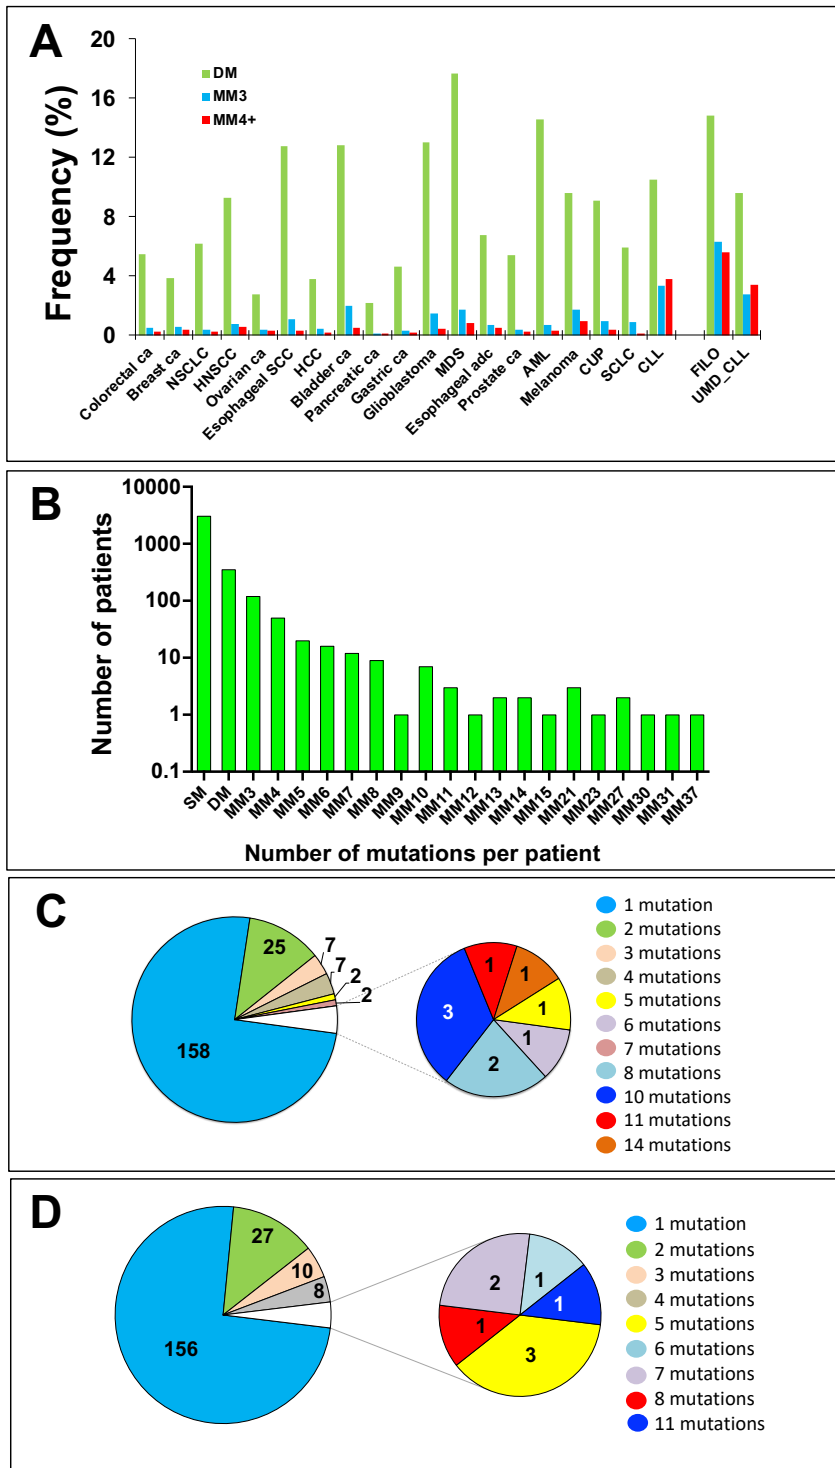 A
Frequency (%)
20
16
12
8
4
0
DM
MM3
MM4+
Colorectal ca
Breast ca
NSCLC
HNSCC
Ovarian ca
Esophageal SCC
HCC
Bladder ca
Pancreatic ca
Gastric ca
Glioblastoma
MDS
Esophageal adc
Prostate ca
AML
Melanoma
CUP
SCLC
CLL
FILO
UMD_CLL
B
Number of patients
10000
1000
100
10
1
0.1
SM
DM
MM3
MM4
MM5
MM6
MM7
MM8
MM9
MM10
MM11
MM12
MM13
MM14
MM15
MM21
MM23
MM27
MM30
MM31
MM37
Number of mutations per patient
C
158
25
7
7
2
2
3
1
1
1
1
2
1 mutation
2 mutations
3 mutations
4 mutations
5 mutations
6 mutations
7 mutations
8 mutations
10 mutations
11 mutations
14 mutations
D
156
27
10
8
2
1
1
1
3
1 mutation
2 mutations
3 mutations
4 mutations
5 mutations
6 mutations
7 mutations
8 mutations
11 mutations